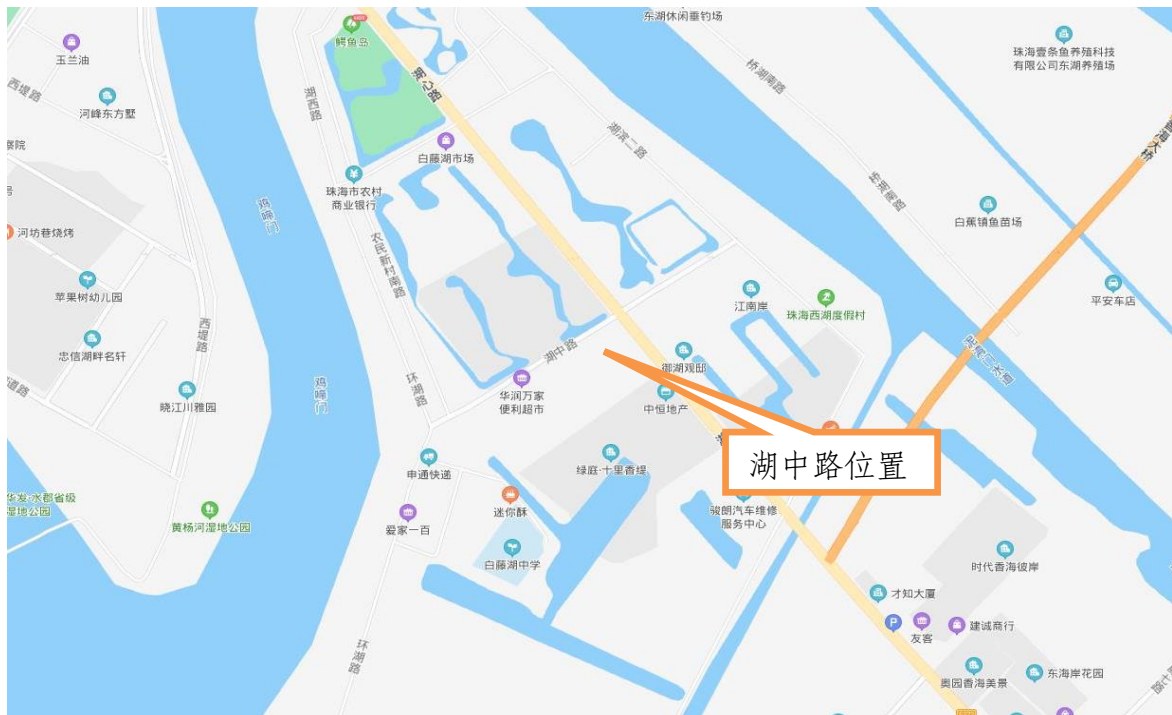 东湖休闲垂钓场
鳄鱼岛
玉兰油
珠海壹条鱼养殖科技
有限公司东湖养殖场
湖心路
桥湖南路
西堤路
河峰东方墅
湖西路
湖滨二路
察院
白藤湖市场
珠海市农村
商业银行
鸡啼门
桥湖南路
白蕉镇鱼苗场
号
河坊巷烧烤
农民新村南路
苹果树幼儿园
江南岸
珠海西湖度假村
平安车店
西堤路
忠信湖畔名轩
湖中路
御湖观邸
道路
晓江川雅园
鸡啼门
环湖路
华润万家
便利超市
中恒地产
湖中路位置
申通快递
绿庭·十里香缇
华发·水郡省级
湿地公园
黄杨河湿地公园
迷你酥
爱家一百
骏朗汽车维修
服务中心
白藤湖中学
时代香海彼岸
才知大厦
P
友客
建诚商行
环湖路
奥园香海美景
东海岸花园